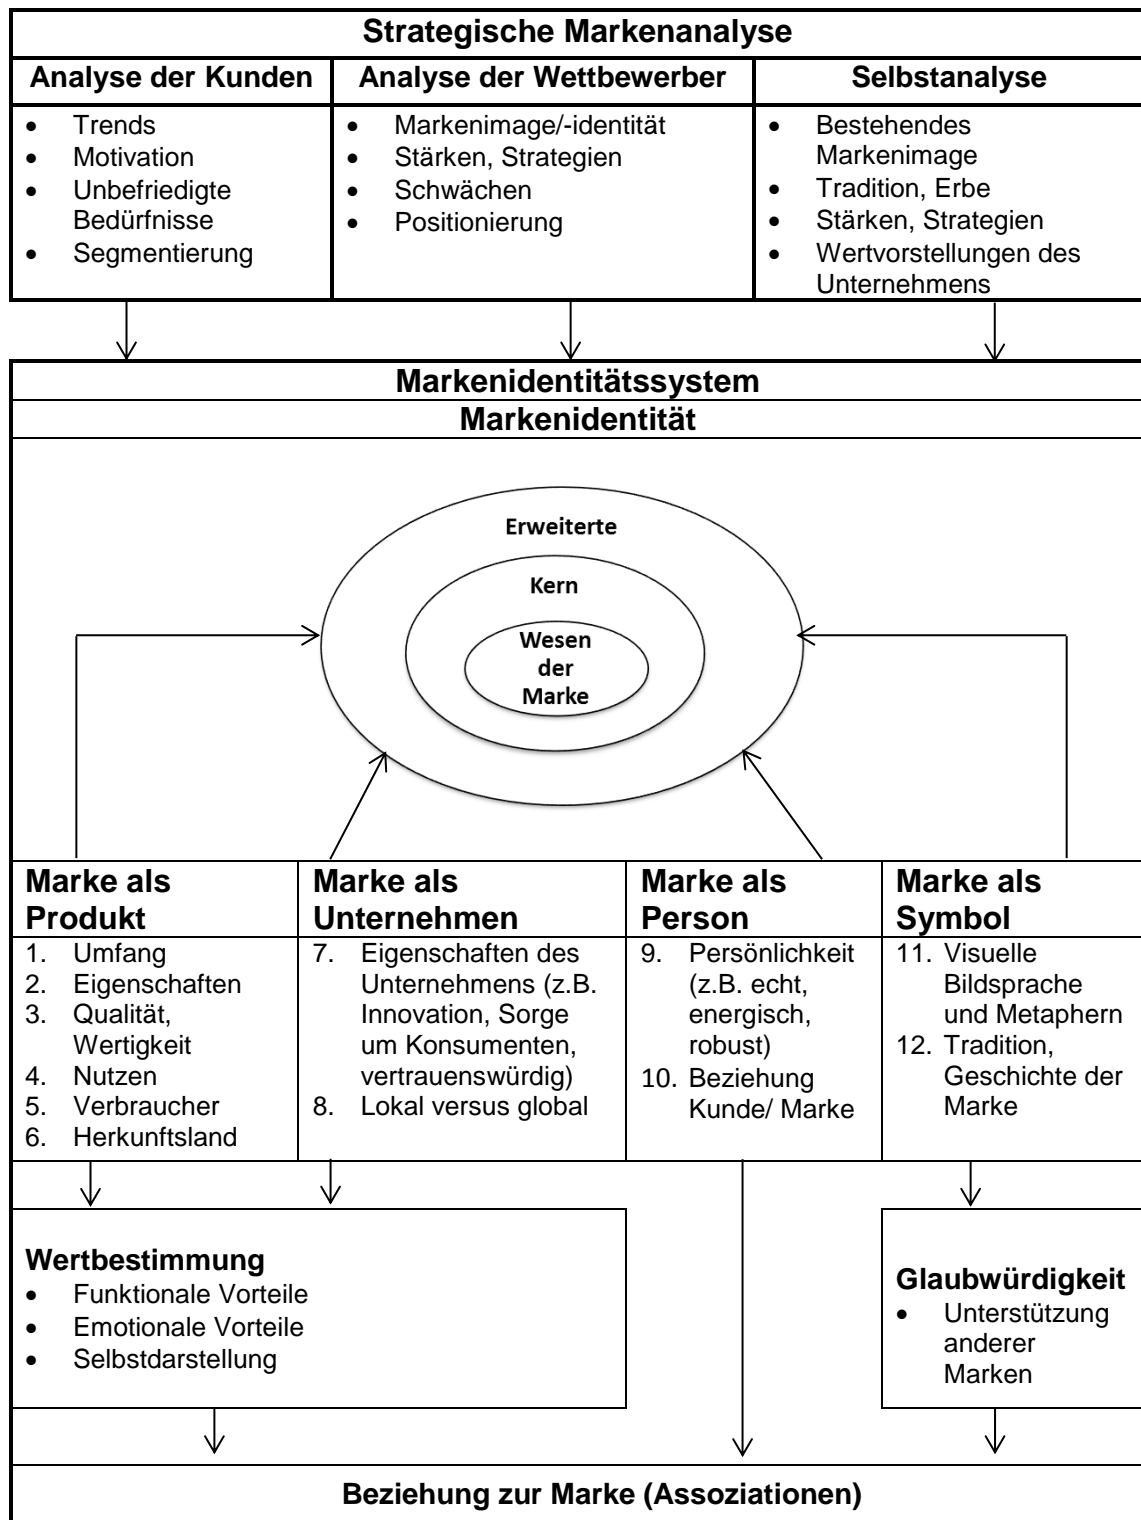 Strategische Markenanalyse
Analyse der Kunden
• Trends
• Motivation
• Unbefriedigte
Bedürfnisse
• Segmentierung
Analyse der Wettbewerber
• Markenimage/-identität
• Stärken, Strategien
• Schwächen
• Positionierung
Selbstanalyse
• Bestehendes
Markenimage
• Tradition, Erbe
• Stärken, Strategien
• Wertvorstellungen des
Unternehmens
Markenidentitätssystem
Markenidentität
Erweiterte
Kern
Wesen
der
Marke
Marke als
Produkt
1. Umfang
2. Eigenschaften
3. Qualität,
Wertigkeit
4. Nutzen
5. Verbraucher
6. Herkunftsland
Marke als
Unternehmen
7. Eigenschaften des
Unternehmens (z.B.
Innovation, Sorge
um Konsumenten,
vertrauenswürdig)
8. Lokal versus global
Marke als
Person
9. Persönlichkeit
(z.B. echt,
energisch,
robust)
10. Beziehung
Kunde/ Marke
Marke als
Symbol
11. Visuelle
Bildsprache
und Metaphern
12. Tradition,
Geschichte der
Marke
Wertbestimmung
• Funktionale Vorteile
• Emotionale Vorteile
• Selbstdarstellung
Glaubwürdigkeit
• Unterstützung
anderer
Marken
Beziehung zur Marke (Assoziationen)